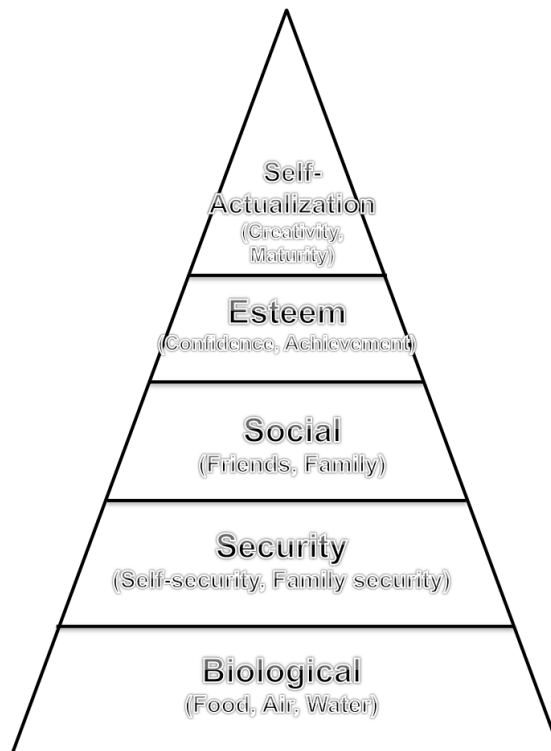 Self-
Actualization
(Creativity,
Maturity)
Esteem
(Confidence, Achievement)
Social
(Friends, Family)
Security
(Self-security, Family security)
Biological
(Food, Air, Water)